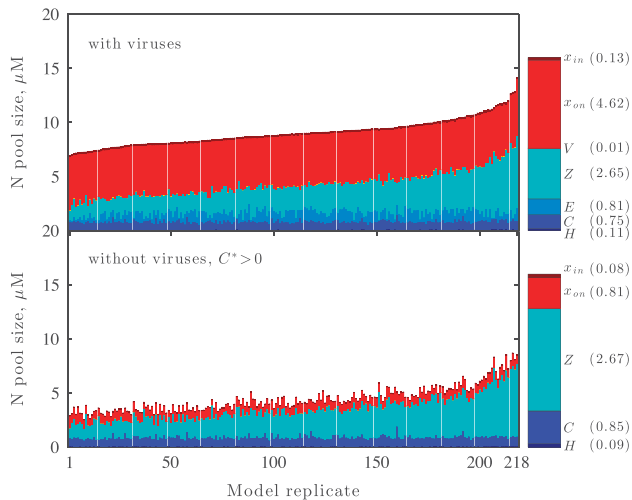 20
with viruses
15
N pool size, μM
10
5
20
x_in (0.13)
x_on (4.62)
V (0.01)
Z (2.65)
E (0.81)
C (0.75)
H (0.11)
without viruses, C*>0
15
N pool size, μM
10
5
0
x_in (0.08)
x_on (0.81)
Z (2.67)
C (0.85)
H (0.09)
1 50 100 150 200 218
Model replicate